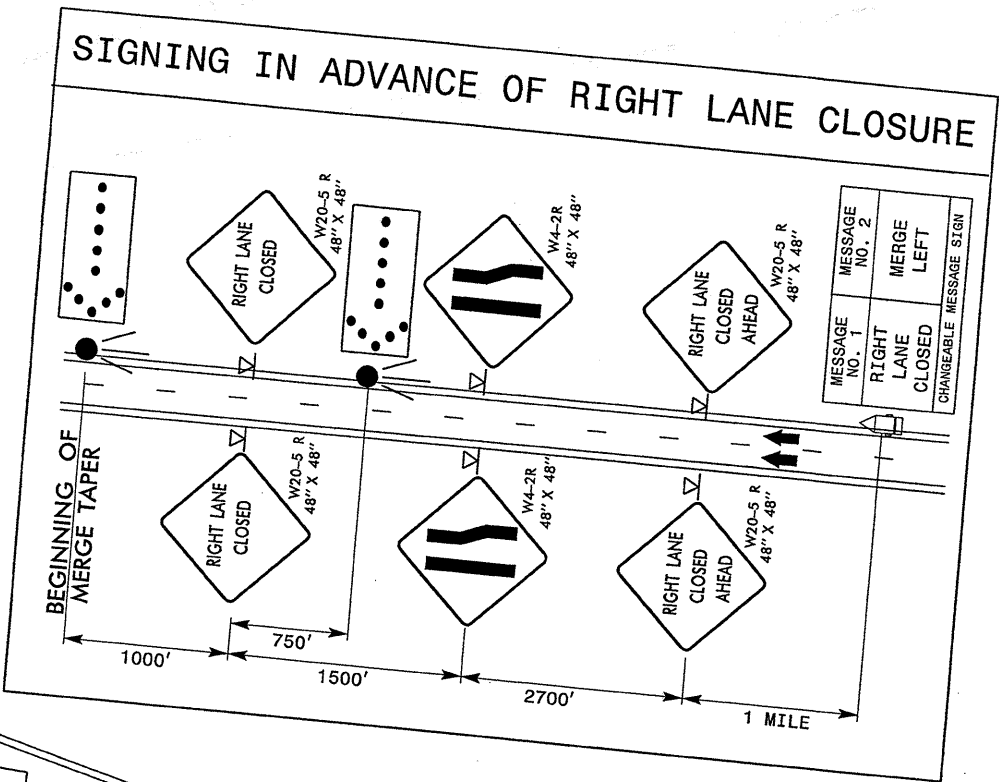 SIGNING IN ADVANCE OF RIGHT LANE CLOSURE
RIGHT LANE
CLOSED
W20-5 R
48" X 48"
W4-2R
48" X 48"
RIGHT LANE
CLOSED
AHEAD
W20-5 R
48" X 48"
MESSAGE
NO. 1
RIGHT
LANE
CLOSED
MESSAGE
NO. 2
MERGE
LEFT
CHANGEABLE MESSAGE SIGN
BEGINNING OF
MERGE TAPER
RIGHT LANE
CLOSED
W20-5 R
48" X 48"
W4-2R
48" X 48"
RIGHT LANE
CLOSED
AHEAD
W20-5 R
48" X 48"
750'
1000'
1500'
2700'
1 MILE